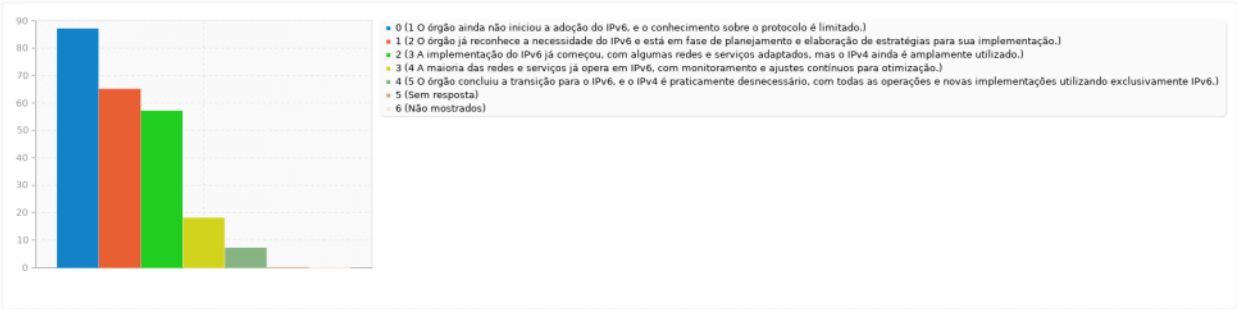 90
80
70
60
50
40
30
20
10
0
0 (1 O órgão ainda não iniciou a adoção do IPv6, e o conhecimento sobre o protocolo é limitado.)
1 (2 O órgão já reconhece a necessidade do IPv6 e está em fase de planejamento e elaboração de estratégias para sua implementação.)
2 (3 A implementação do IPv6 já começou, com algumas redes e serviços adaptados, mas o IPv4 ainda é amplamente utilizado.)
3 (4 A maioria das redes e serviços já opera em IPv6, com monitoramento e ajustes contínuos para otimização.)
4 (5 O órgão concluiu a transição para o IPv6, e o IPv4 é praticamente desnecessário, com todas as operações e novas implementações utilizando exclusivamente IPv6.)
5 (Sem resposta)
6 (Não mostrados)